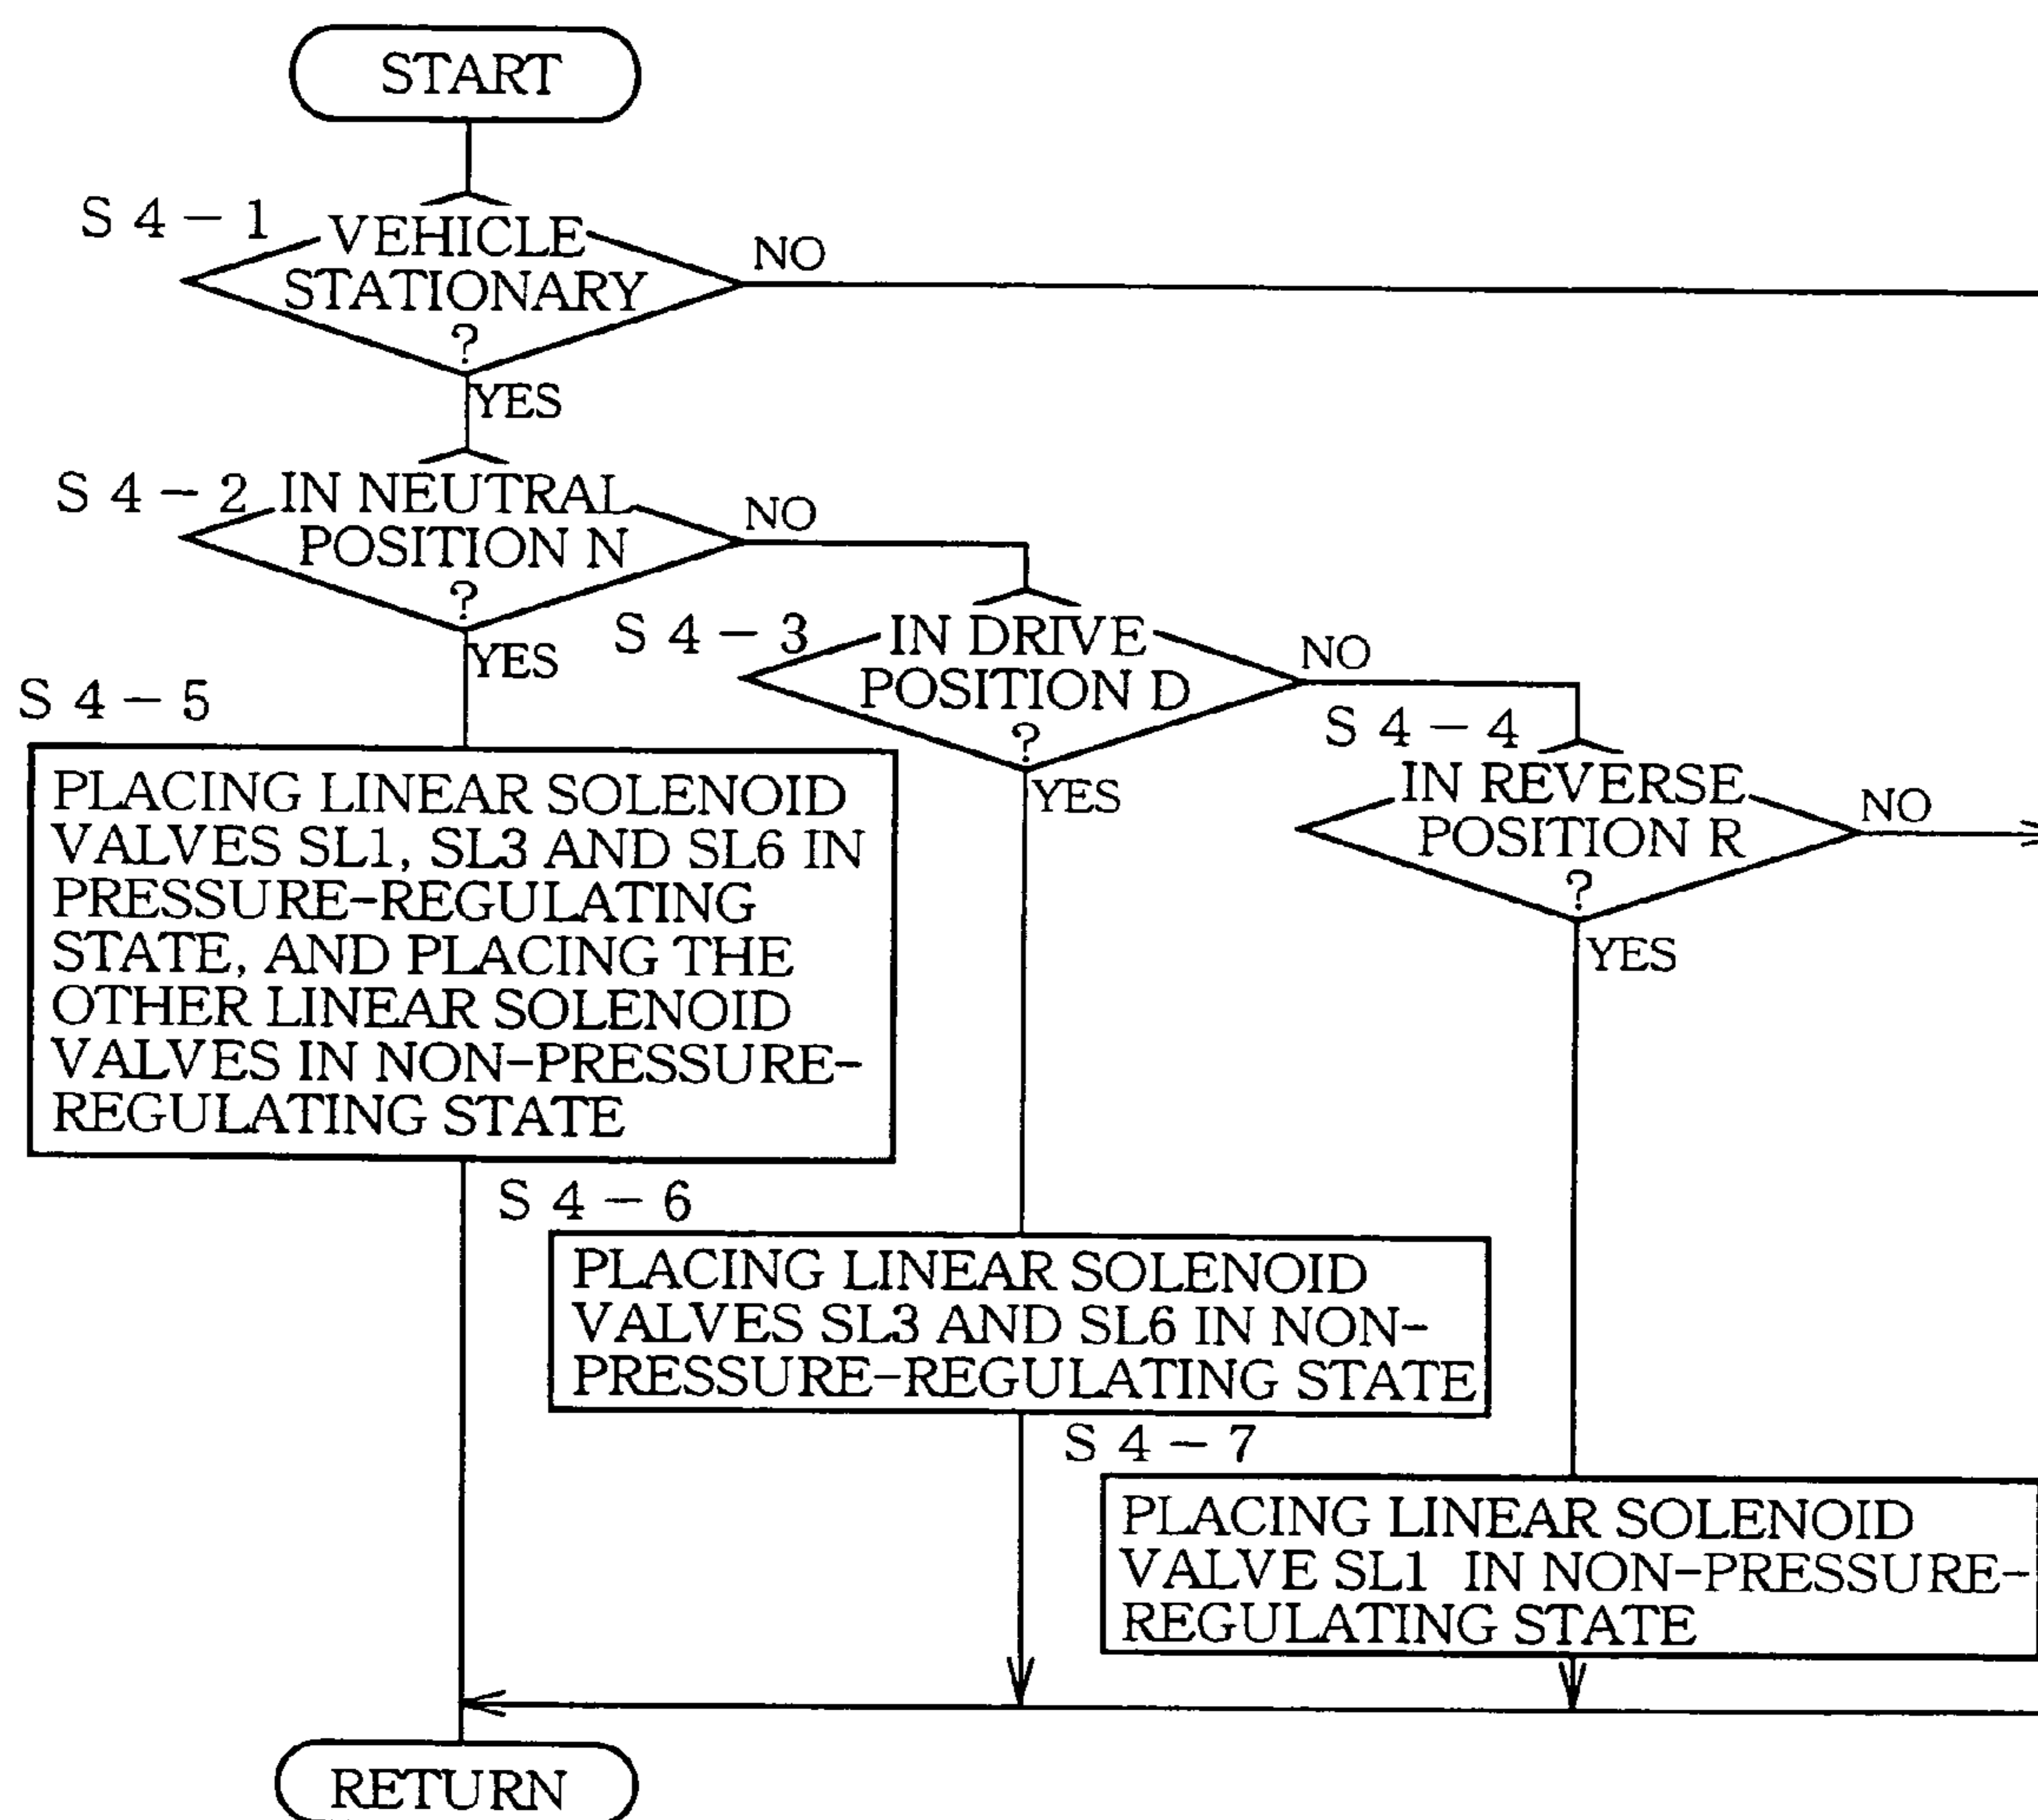 START
S 4 – 1
VEHICLE
STATIONARY
?
NO
YES
S 4 – 2
IN NEUTRAL
POSITION N
?
NO
YES
S 4 – 3
IN DRIVE
POSITION D
?
NO
YES
S 4 – 4
IN REVERSE
POSITION R
?
NO
YES
S 4 – 5
PLACING LINEAR SOLENOID
VALVES SL1, SL3 AND SL6 IN
PRESSURE–REGULATING
STATE, AND PLACING THE
OTHER LINEAR SOLENOID
VALVES IN NON–PRESSURE–
REGULATING STATE
S 4 – 6
PLACING LINEAR SOLENOID
VALVES SL3 AND SL6 IN NON–
PRESSURE–REGULATING STATE
S 4 – 7
PLACING LINEAR SOLENOID
VALVE SL1 IN NON–PRESSURE–
REGULATING STATE
RETURN